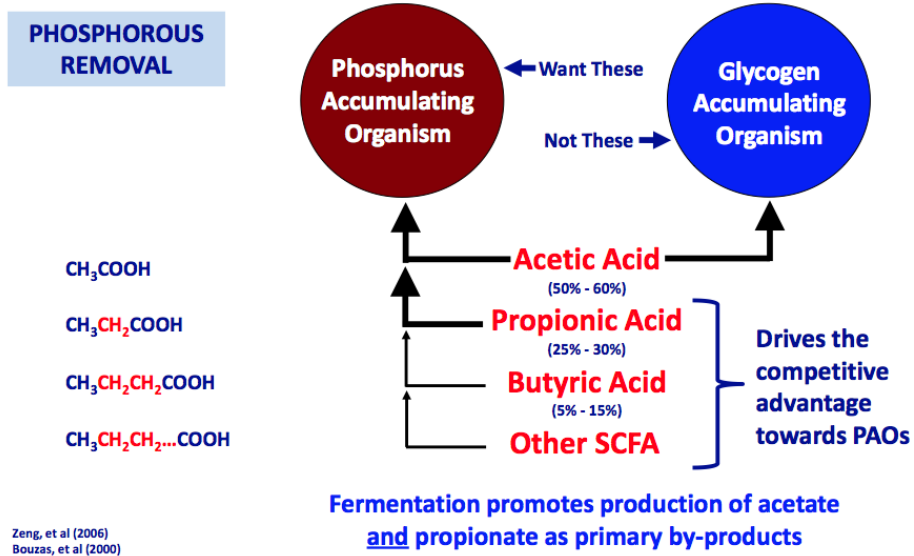 PHOSPHOROUS
REMOVAL
Phosphorus
Accumulating
Organism
Want These
Not These
Glycogen
Accumulating
Organism
CH₃COOH
CH₃CH₂COOH
CH₃CH₂CH₂COOH
CH₃CH₂CH₂...COOH
Acetic Acid
(50% - 60%)
Propionic Acid
(25% - 30%)
Butyric Acid
(5% - 15%)
Other SCFA
Drives the
competitive
advantage
towards PAOs
Fermentation promotes production of acetate
and propionate as primary by-products
Zeng, et al (2006)
Bouzas, et al (2000)